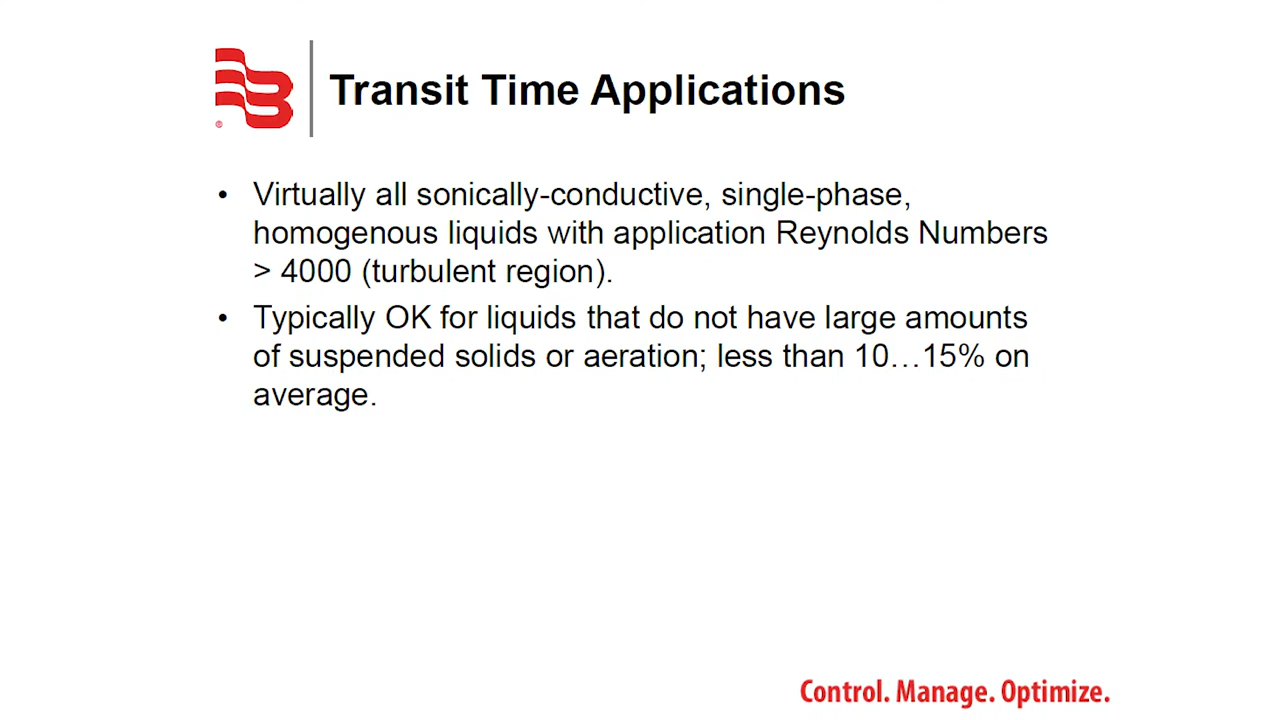 Transit Time Applications
• Virtually all sonically-conductive, single-phase,
homogenous liquids with application Reynolds Numbers
> 4000 (turbulent region).
• Typically OK for liquids that do not have large amounts
of suspended solids or aeration; less than 10…15% on
average.
®
Control. Manage. Optimize.